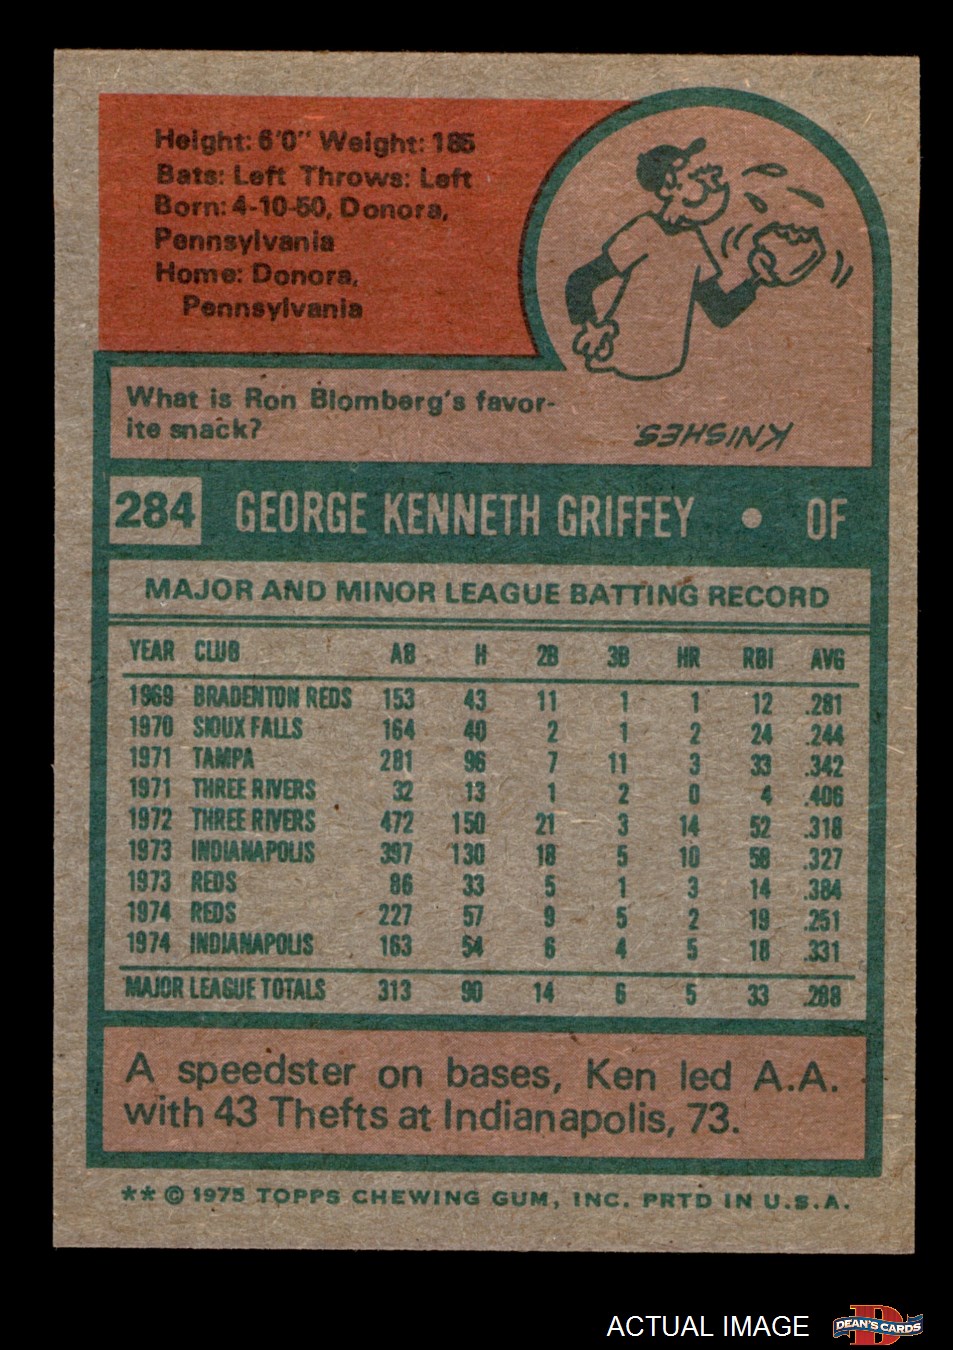 Height: 6'0" Weight: 185
Bats: Left Throws: Left
Born: 4-10-50, Donora,
Pennsylvania
Home: Donora,
Pennsylvania
What is Ron Blomberg's favor-
ite snack?
KNISHES.
284 GEORGE KENNETH GRIFFEY • OF
MAJOR AND MINOR LEAGUE BATTING RECORD
YEAR CLUB AB H 2B 3B HR RBI AVG
1969 BRADENTON REDS 153 43 11 1 1 12 .281
1970 SIOUX FALLS 164 40 2 1 2 24 .244
1971 TAMPA 281 96 7 11 3 33 .342
1971 THREE RIVERS 32 13 1 2 0 4 .406
1972 THREE RIVERS 472 150 21 3 14 52 .318
1973 INDIANAPOLIS 397 130 18 5 10 58 .327
1973 REDS 86 33 5 1 3 14 .384
1974 REDS 227 57 9 5 2 19 .251
1974 INDIANAPOLIS 163 54 6 4 5 18 .331
MAJOR LEAGUE TOTALS 313 90 14 6 5 33 .288
A speedster on bases, Ken led A.A.
with 43 Thefts at Indianapolis, 73.
** © 1975 TOPPS CHEWING GUM, INC. PRTD IN U.S.A.
ACTUAL IMAGE
D
DEAN'S CARDS